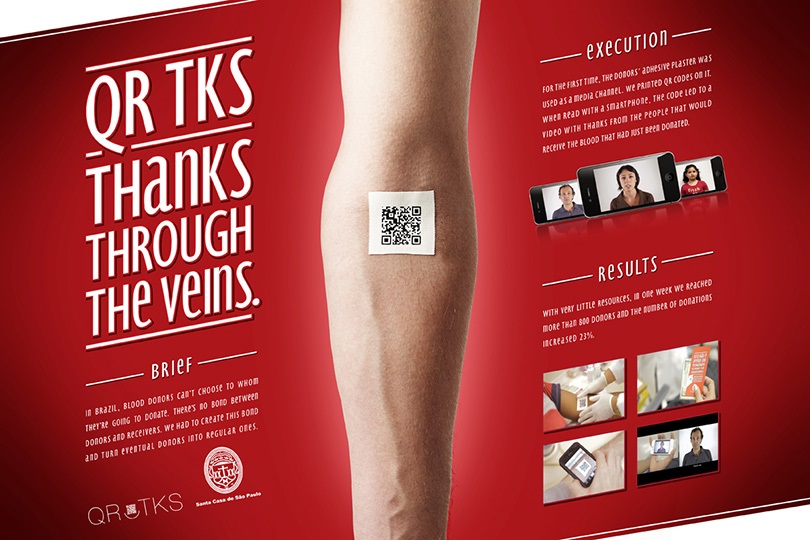 QR TKS
THANKS
THROUGH
THE VEINS.
BRIEF
IN BRAZIL, BLOOD DONORS CAN'T CHOOSE TO WHOM
THEY'RE GOING TO DONATE. THERE'S NO BOND BETWEEN
DONORS AND RECEIVERS. WE HAD TO CREATE THIS BOND
AND TURN EVENTUAL DONORS INTO REGULAR ONES.
QR TKS
Santa Casa de São Paulo
EXECUTION
FOR THE FIRST TIME, THE DONORS' ADHESIVE PLASTER WAS
USED AS A MEDIA CHANNEL. WE PRINTED QR CODES ON IT.
WHEN READ WITH A SMARTPHONE, THE CODE LED TO A
VIDEO WITH THANKS FROM THE PEOPLE THAT WOULD
RECEIVE THE BLOOD THAT HAD JUST BEEN DONATED.
RESULTS
WITH VERY LITTLE RESOURCES, IN ONE WEEK WE REACHED
MORE THAN 800 DONORS AND THE NUMBER OF DONATIONS
INCREASED 23%.